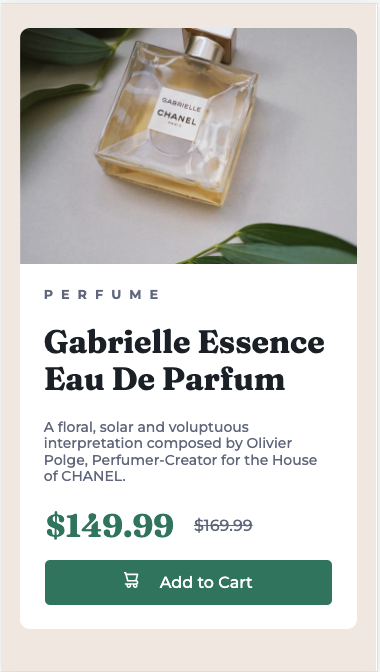 GABRIELLE
CHANEL
PARIS
PERFUME
Gabrielle Essence
Eau De Parfum
A floral, solar and voluptuous
interpretation composed by Olivier
Polge, Perfumer-Creator for the House
of CHANEL.
$149.99 $169.99
Add to Cart